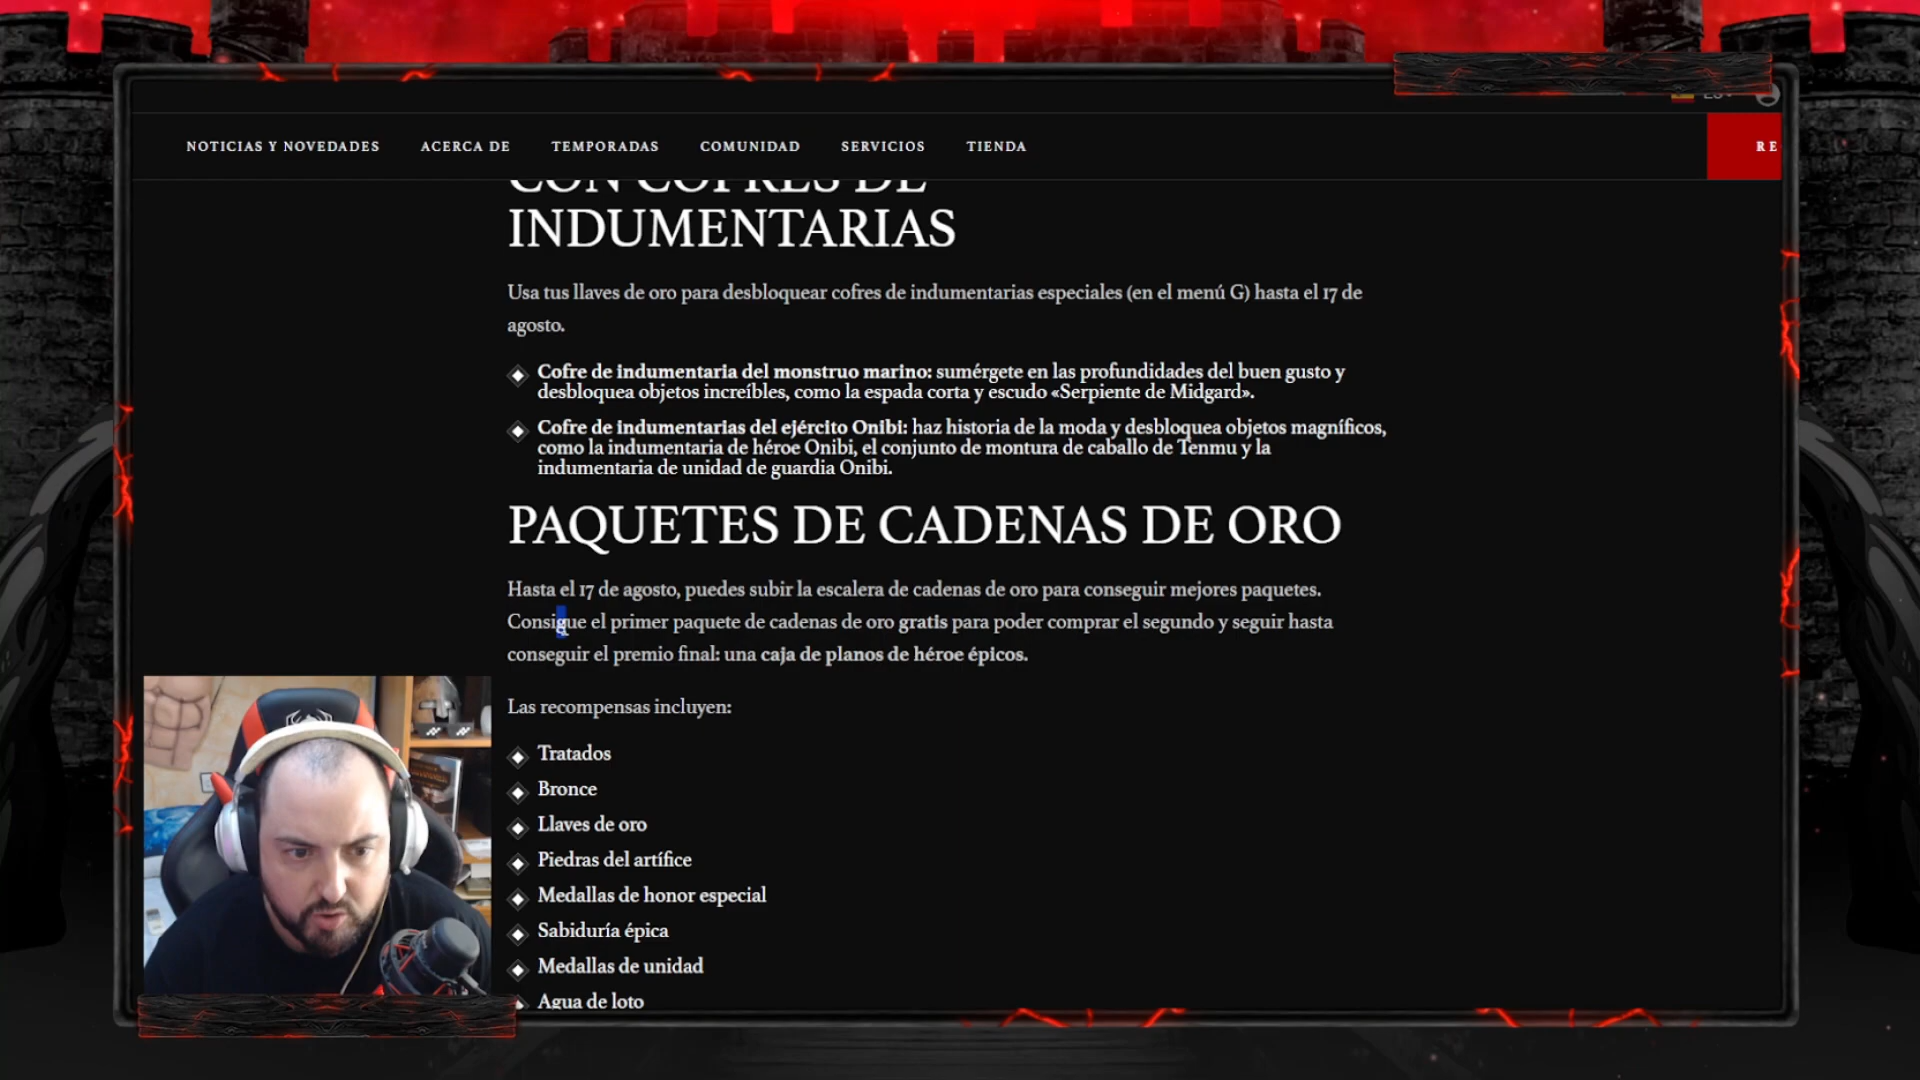 NOTICIAS Y NOVEDADES ACERCA DE TEMPORADAS COMUNIDAD SERVICIOS TIENDA RE
CON COFRES DE
INDUMENTARIAS
Usa tus llaves de oro para desbloquear cofres de indumentarias especiales (en el menú G) hasta el 17 de
agosto.
Cofre de indumentaria del monstruo marino: sumérgete en las profundidades del buen gusto y
desbloquea objetos increíbles, como la espada corta y escudo «Serpiente de Midgard».
Cofre de indumentarias del ejército Onibi: haz historia de la moda y desbloquea objetos magníficos,
como la indumentaria de héroe Onibi, el conjunto de montura de caballo de Tenmu y la
indumentaria de unidad de guardia Onibi.
PAQUETES DE CADENAS DE ORO
Hasta el 17 de agosto, puedes subir la escalera de cadenas de oro para conseguir mejores paquetes.
Consigue el primer paquete de cadenas de oro gratis para poder comprar el segundo y seguir hasta
conseguir el premio final: una caja de planos de héroe épicos.
Las recompensas incluyen:
Tratados
Bronce
Llaves de oro
Piedras del artífice
Medallas de honor especial
Sabiduría épica
Medallas de unidad
Agua de loto